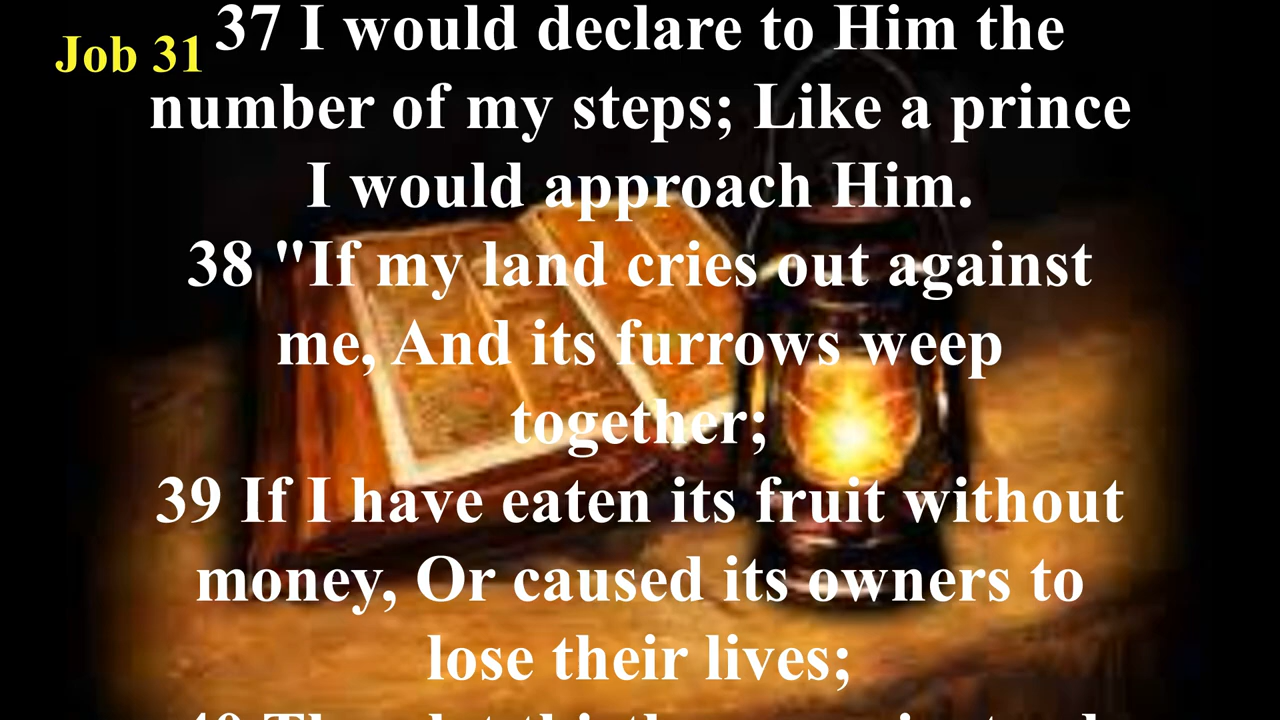 Job 31
37 I would declare to Him the
number of my steps; Like a prince
I would approach Him.
38 "If my land cries out against
me, And its furrows weep
together;
39 If I have eaten its fruit without
money, Or caused its owners to
lose their lives;